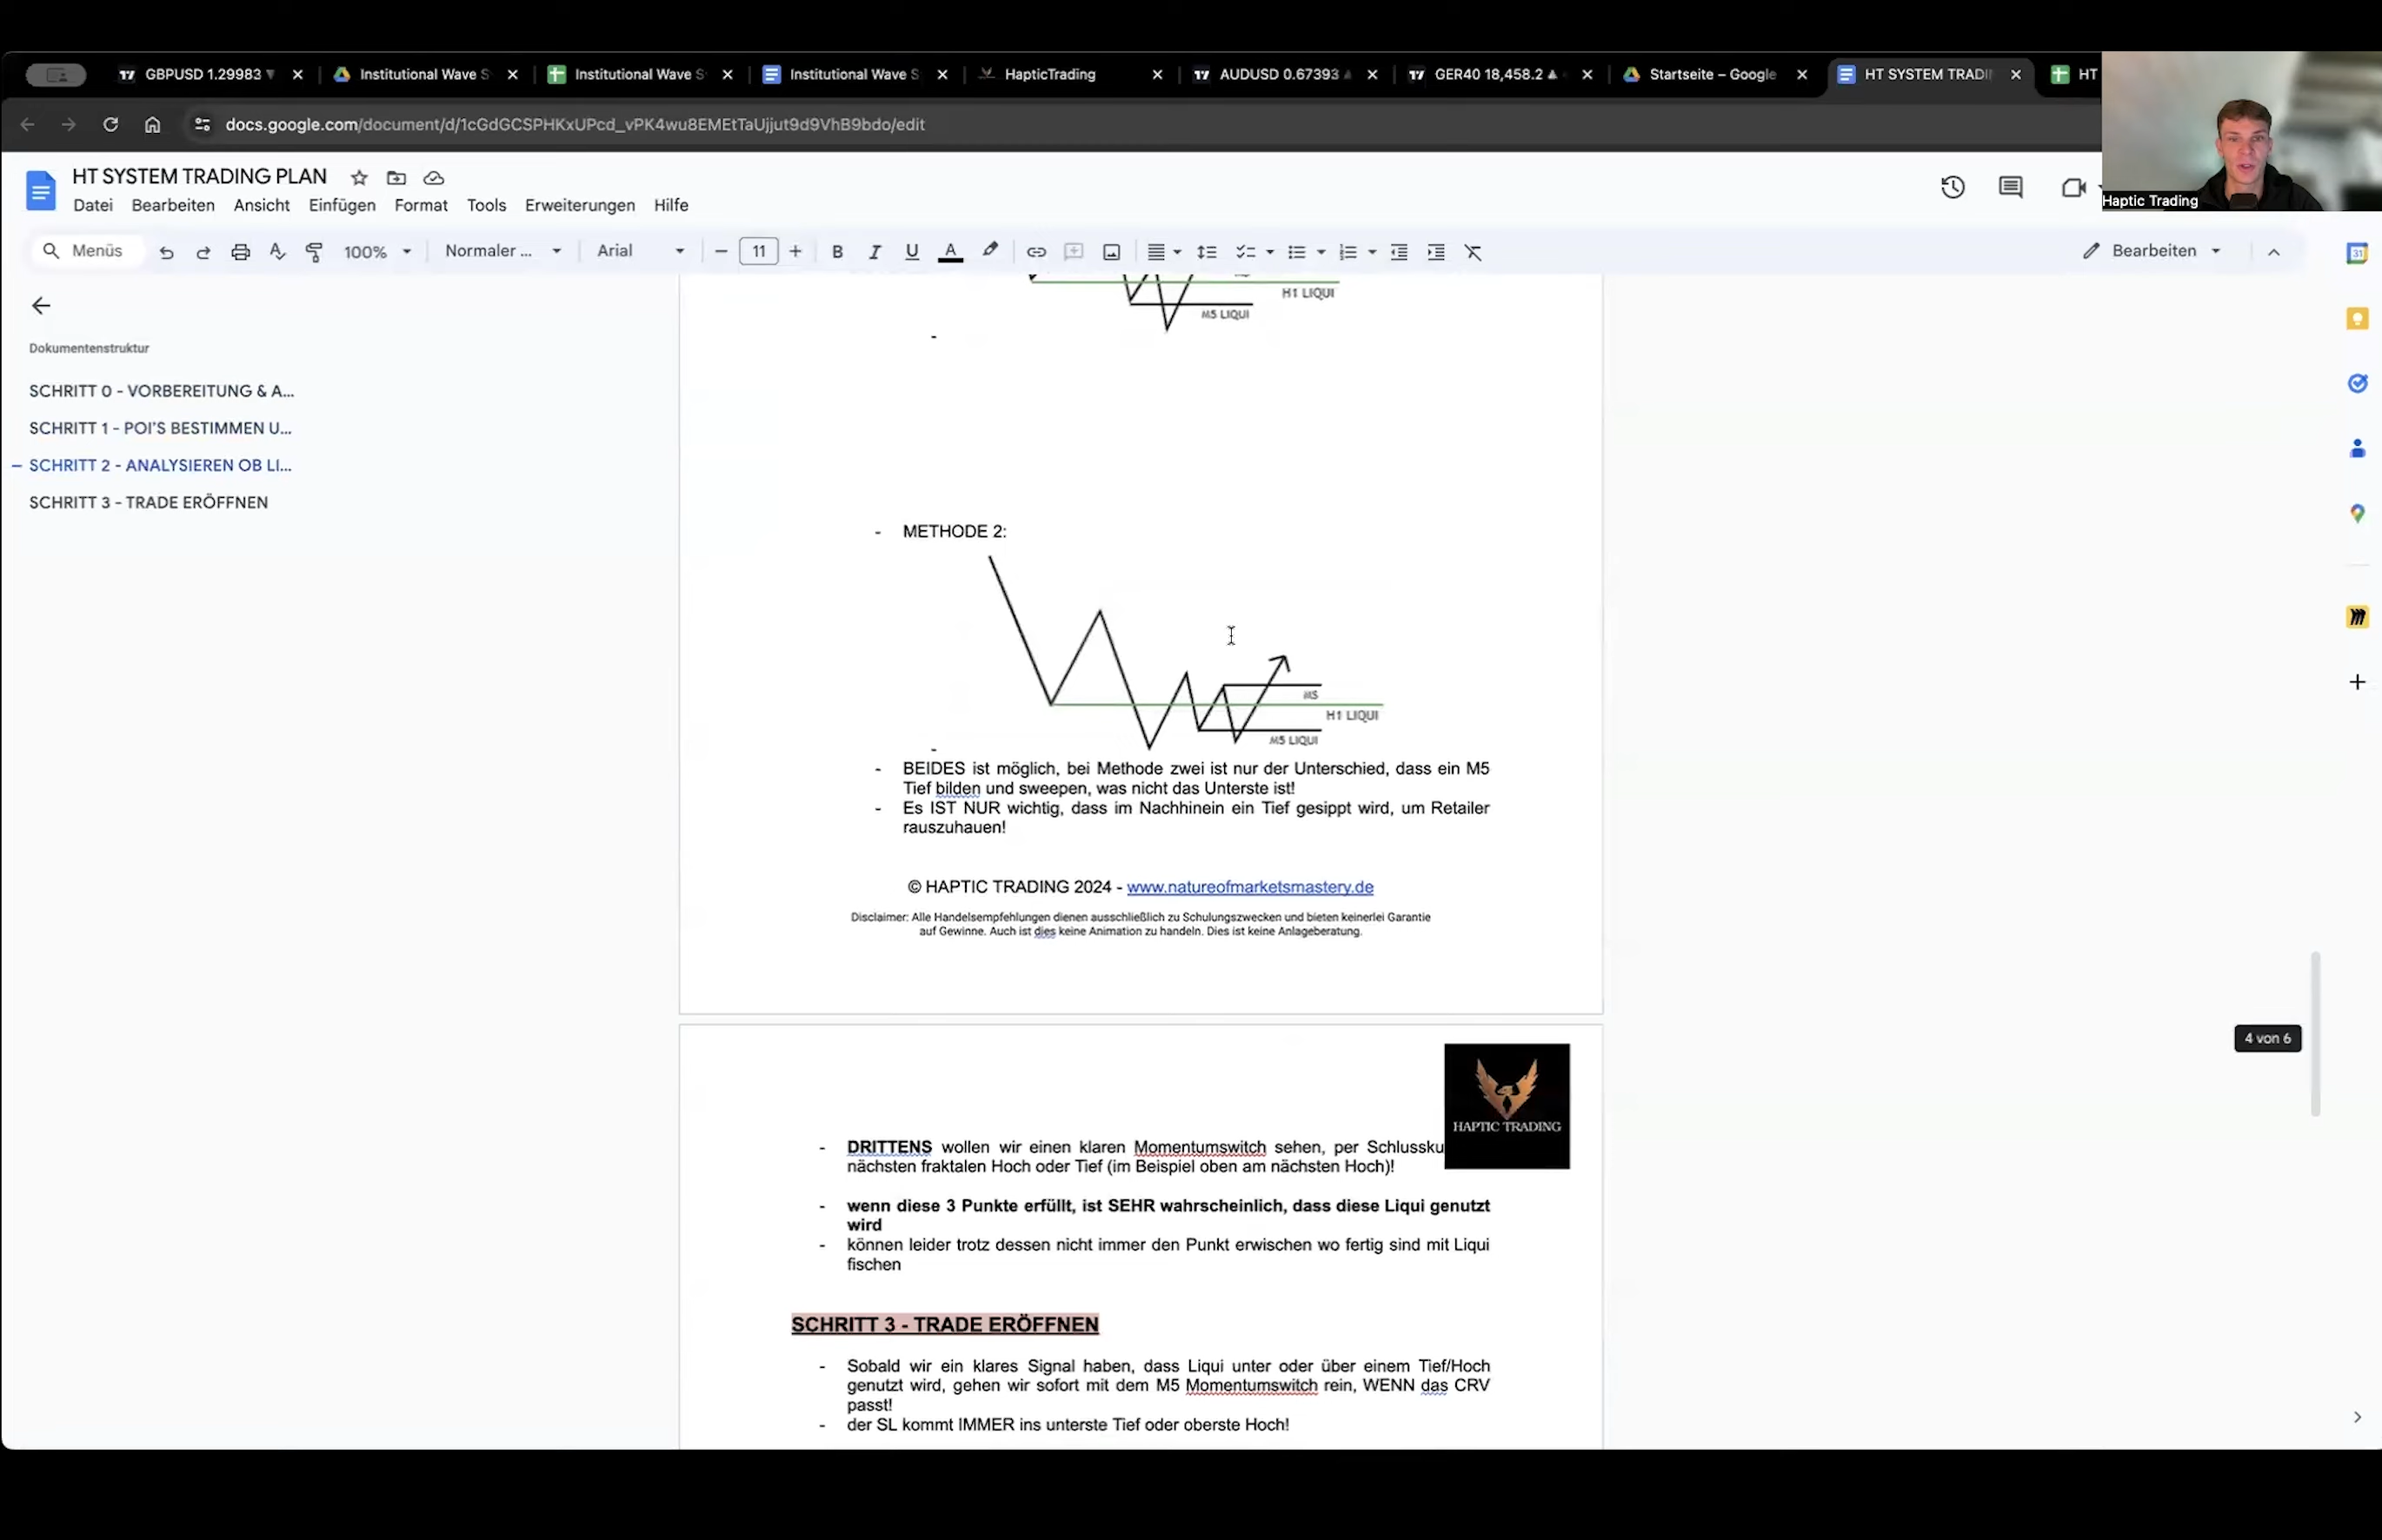 GBPUSD 1.29983
Institutional Wave S
Institutional Wave S
Institutional Wave S
HapticTrading
AUDUSD 0.67393
GER40 18,458.2
Startseite – Google
HT SYSTEM TRADI
HT
docs.google.com/document/d/1cGdGCSPHKxUPcd_vPK4wu8EMEtTaUjjut9d9VhB9bdo/edit
Haptic Trading
HT SYSTEM TRADING PLAN
Datei Bearbeiten Ansicht Einfügen Format Tools Erweiterungen Hilfe
Menüs 100% Normaler ... Arial 11 Bearbeiten
31
Dokumentenstruktur
SCHRITT 0 - VORBEREITUNG & A...
SCHRITT 1 - POI'S BESTIMMEN U...
SCHRITT 2 - ANALYSIEREN OB LI...
SCHRITT 3 - TRADE ERÖFFNEN
H1 LIQUI
M5 LIQUI
-
- METHODE 2:
M5
H1 LIQUI
M5 LIQUI
-
- BEIDES ist möglich, bei Methode zwei ist nur der Unterschied, dass ein M5
Tief bilden und sweepen, was nicht das Unterste ist!
- Es IST NUR wichtig, dass im Nachhinein ein Tief gesippt wird, um Retailer
rauszuhauen!
© HAPTIC TRADING 2024 - www.natureofmarketsmastery.de
Disclaimer: Alle Handelsempfehlungen dienen ausschließlich zu Schulungszwecken und bieten keinerlei Garantie
auf Gewinne. Auch ist dies keine Animation zu handeln. Dies ist keine Anlageberatung.
4 von 6
HAPTIC TRADING
- DRITTENS wollen wir einen klaren Momentumswitch sehen, per Schlussku
nächsten fraktalen Hoch oder Tief (im Beispiel oben am nächsten Hoch)!
- wenn diese 3 Punkte erfüllt, ist SEHR wahrscheinlich, dass diese Liqui genutzt
wird
- können leider trotz dessen nicht immer den Punkt erwischen wo fertig sind mit Liqui
fischen
SCHRITT 3 - TRADE ERÖFFNEN
- Sobald wir ein klares Signal haben, dass Liqui unter oder über einem Tief/Hoch
genutzt wird, gehen wir sofort mit dem M5 Momentumswitch rein, WENN das CRV
passt!
- der SL kommt IMMER ins unterste Tief oder oberste Hoch!